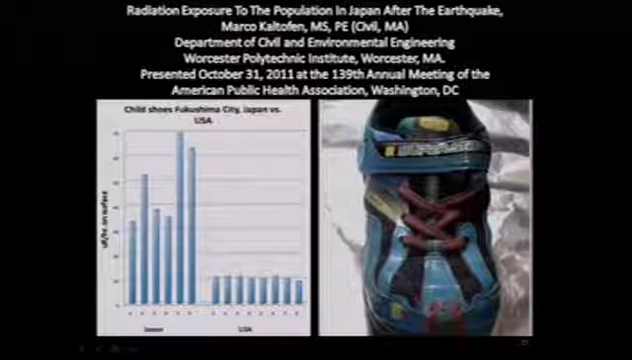 Radiation Exposure To The Population In Japan After The Earthquake,
Marco Kaltofen, MS, PE (Civil, MA)
Department of Civil and Environmental Engineering
Worcester Polytechnic Institute, Worcester, MA.
Presented October 31, 2011 at the 139th Annual Meeting of the
American Public Health Association, Washington, DC
Child shoes Fukushima City, Japan vs.
USA
on surface
Japan
USA